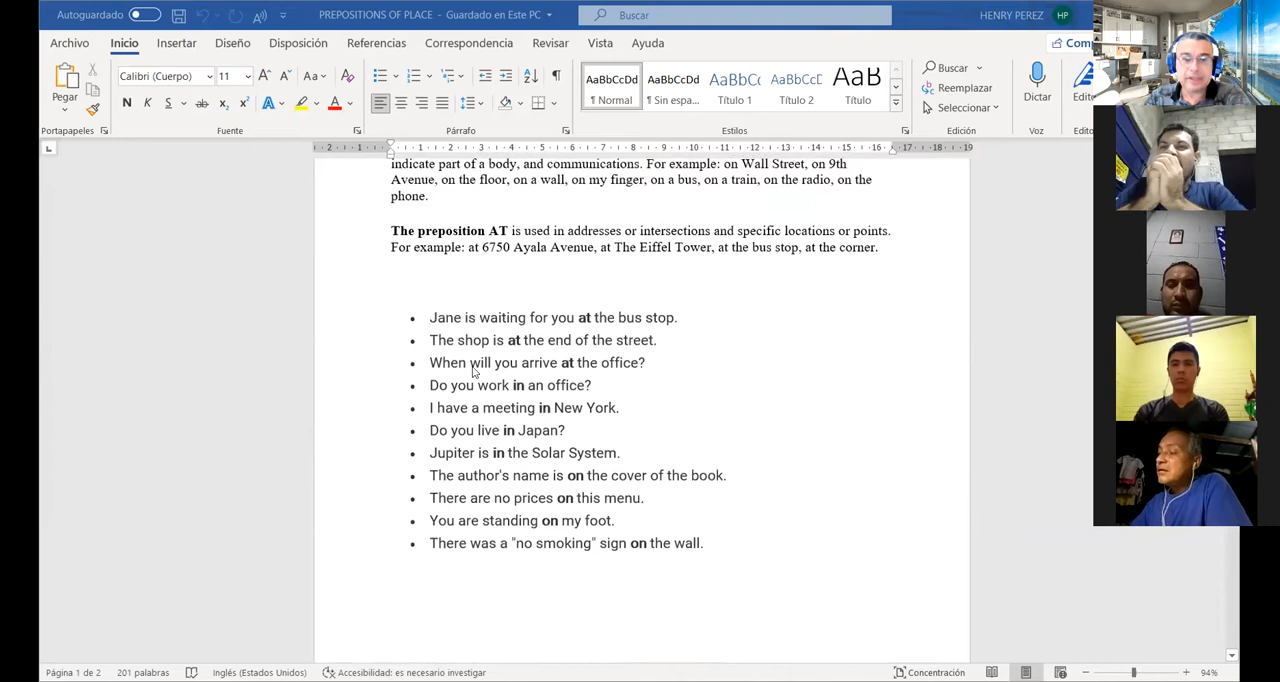 Autoguardado
PREPOSITIONS OF PLACE - Guardado en Este PC
Buscar
HENRY PEREZ
HP
Archivo Inicio Insertar Diseño Disposición Referencias Correspondencia Revisar Vista Ayuda
Pegar
Calibri (Cuerpo) 11
N K S ab x₂ x²
AaBbCcDd AaBbCcDd AaBbCc AaBbCcD AaB
¶ Normal ¶ Sin espa... Título 1 Título 2 Título
Buscar
Reemplazar
Seleccionar
Dictar
Portapapeles Fuente Párrafo Estilos Edición Voz
indicate part of a body, and communications. For example: on Wall Street, on 9th
Avenue, on the floor, on a wall, on my finger, on a bus, on a train, on the radio, on the
phone.
The preposition AT is used in addresses or intersections and specific locations or points.
For example: at 6750 Ayala Avenue, at The Eiffel Tower, at the bus stop, at the corner.
• Jane is waiting for you at the bus stop.
• The shop is at the end of the street.
• When will you arrive at the office?
• Do you work in an office?
• I have a meeting in New York.
• Do you live in Japan?
• Jupiter is in the Solar System.
• The author's name is on the cover of the book.
• There are no prices on this menu.
• You are standing on my foot.
• There was a "no smoking" sign on the wall.
Página 1 de 2 201 palabras Inglés (Estados Unidos) Accesibilidad: es necesario investigar Concentración 94%